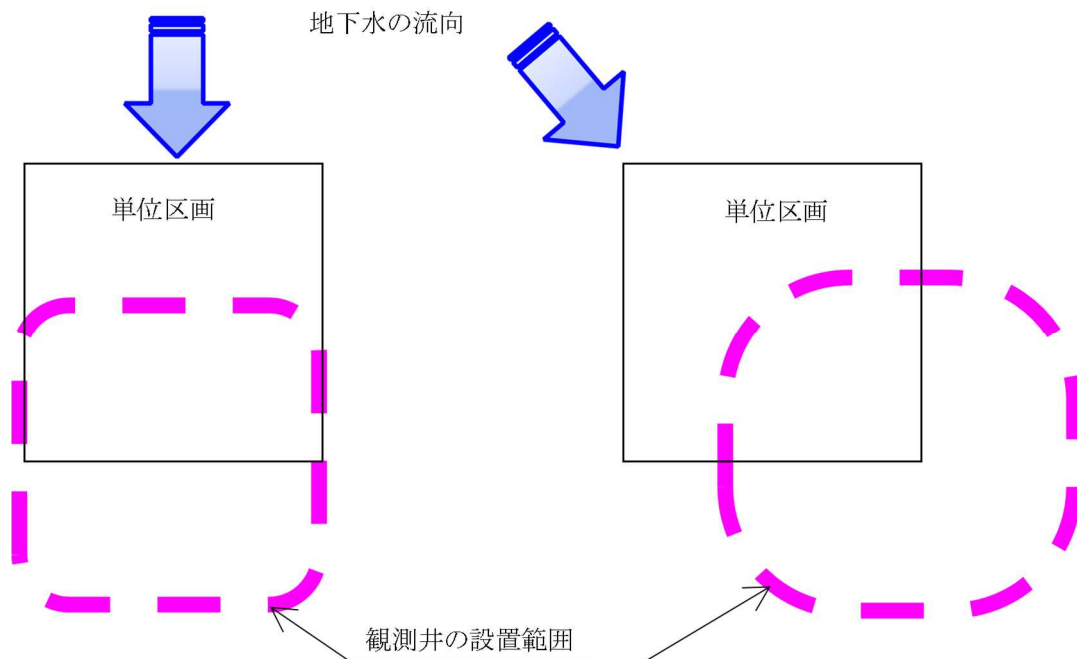 地下水の流向
単位区画
単位区画
観測井の設置範囲